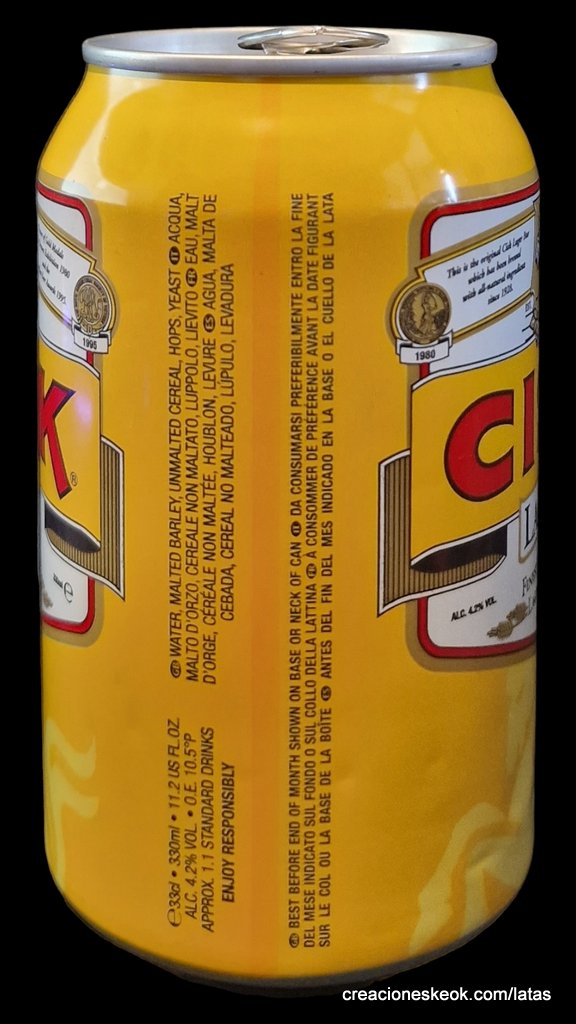 WATER, MALTED BARLEY, UNMALTED CEREAL, HOPS, YEAST IT ACQUA,
MALTO D'ORZO, CEREALE NON MALTATO, LUPPOLO, LIEVITO FR EAU, MALT
D'ORGE, CÉRÉALE NON MALTÉE, HOUBLON, LEVURE ES AGUA, MALTA DE
CEBADA, CEREAL NO MALTEADO, LÚPULO, LEVADURA
℮33cl • 330ml • 11.2 US FL.OZ.
ALC. 4.2% VOL. • O.E. 10.5°P
APPROX. 1.1 STANDARD DRINKS
ENJOY RESPONSIBLY
BEST BEFORE END OF MONTH SHOWN ON BASE OR NECK OF CAN IT DA CONSUMARSI PREFERIBILMENTE ENTRO LA FINE
DEL MESE INDICATO SUL FONDO O SUL COLLO DELLA LATTINA FR À CONSOMMER DE PRÉFÉRENCE AVANT LA DATE FIGURANT
SUR LE COL OU LA BASE DE LA BOÎTE ES ANTES DEL FIN DEL MES INDICADO EN LA BASE O EL CUELLO DE LA LATA
1995
K®
This is the original Cisk Lager Beer
which has been brewed
with all-natural ingredients
since 1928.
1980
CI
ALC. 4.2% VOL.
creacioneskeok.com/latas